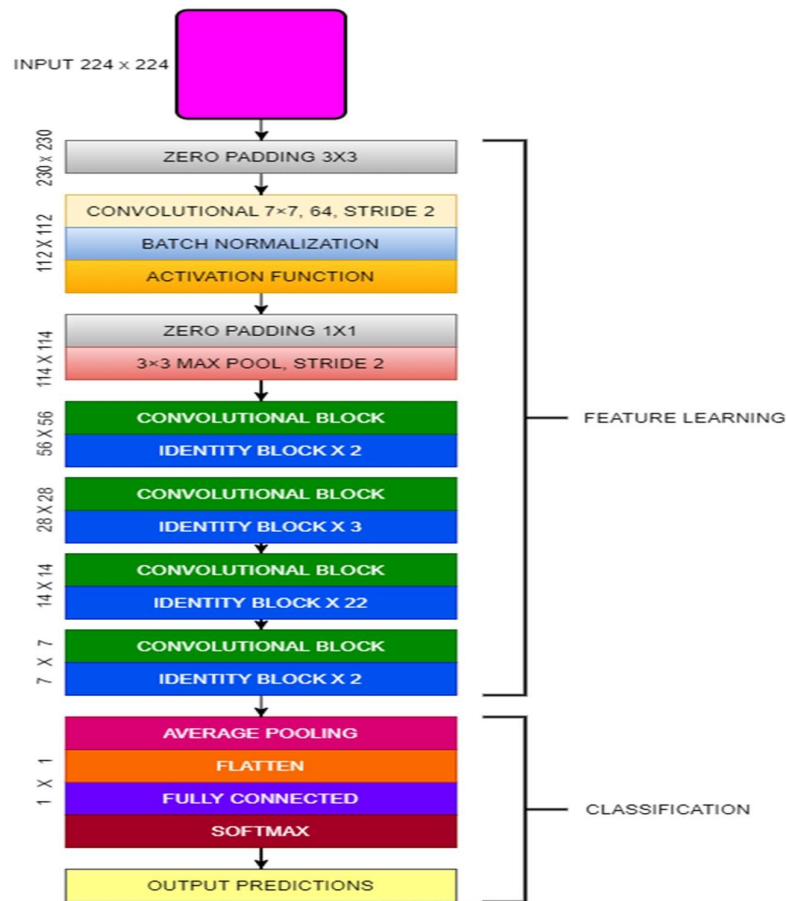 INPUT 224 x 224
230 x 230
ZERO PADDING 3X3
112 X 112
CONVOLUTIONAL 7×7, 64, STRIDE 2
BATCH NORMALIZATION
ACTIVATION FUNCTION
114 X 114
ZERO PADDING 1X1
3×3 MAX POOL, STRIDE 2
56 X 56
CONVOLUTIONAL BLOCK
IDENTITY BLOCK X 2
FEATURE LEARNING
28 X 28
CONVOLUTIONAL BLOCK
IDENTITY BLOCK X 3
14 X 14
CONVOLUTIONAL BLOCK
IDENTITY BLOCK X 22
7 X 7
CONVOLUTIONAL BLOCK
IDENTITY BLOCK X 2
1 X 1
AVERAGE POOLING
FLATTEN
FULLY CONNECTED
SOFTMAX
CLASSIFICATION
OUTPUT PREDICTIONS